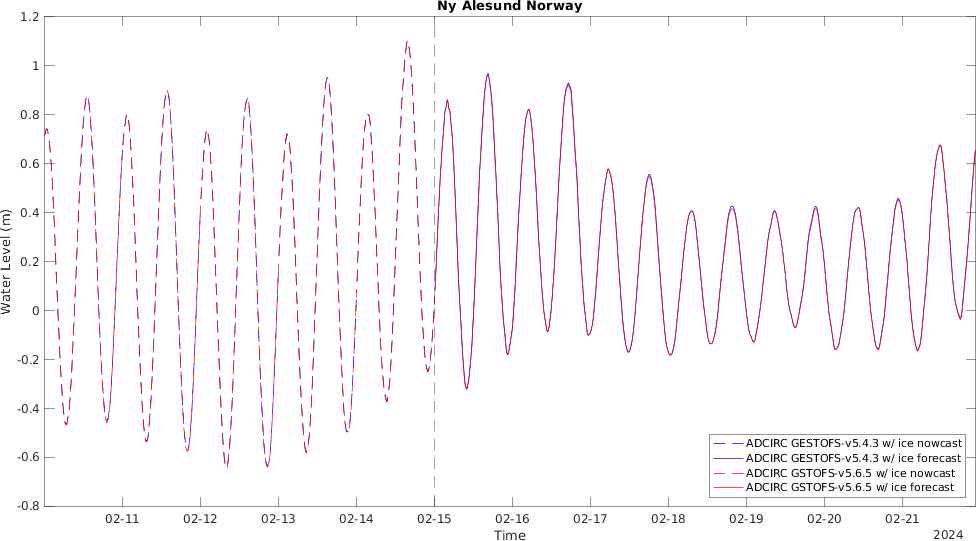 Ny Alesund Norway
Water Level (m)
1.2
1
0.8
0.6
0.4
0.2
0
-0.2
-0.4
-0.6
-0.8
ADCIRC GESTOFS-v5.4.3 w/ ice nowcast
ADCIRC GESTOFS-v5.4.3 w/ ice forecast
ADCIRC GSTOFS-v5.6.5 w/ ice nowcast
ADCIRC GSTOFS-v5.6.5 w/ ice forecast
02-11 02-12 02-13 02-14 02-15 02-16 02-17 02-18 02-19 02-20 02-21
Time
2024